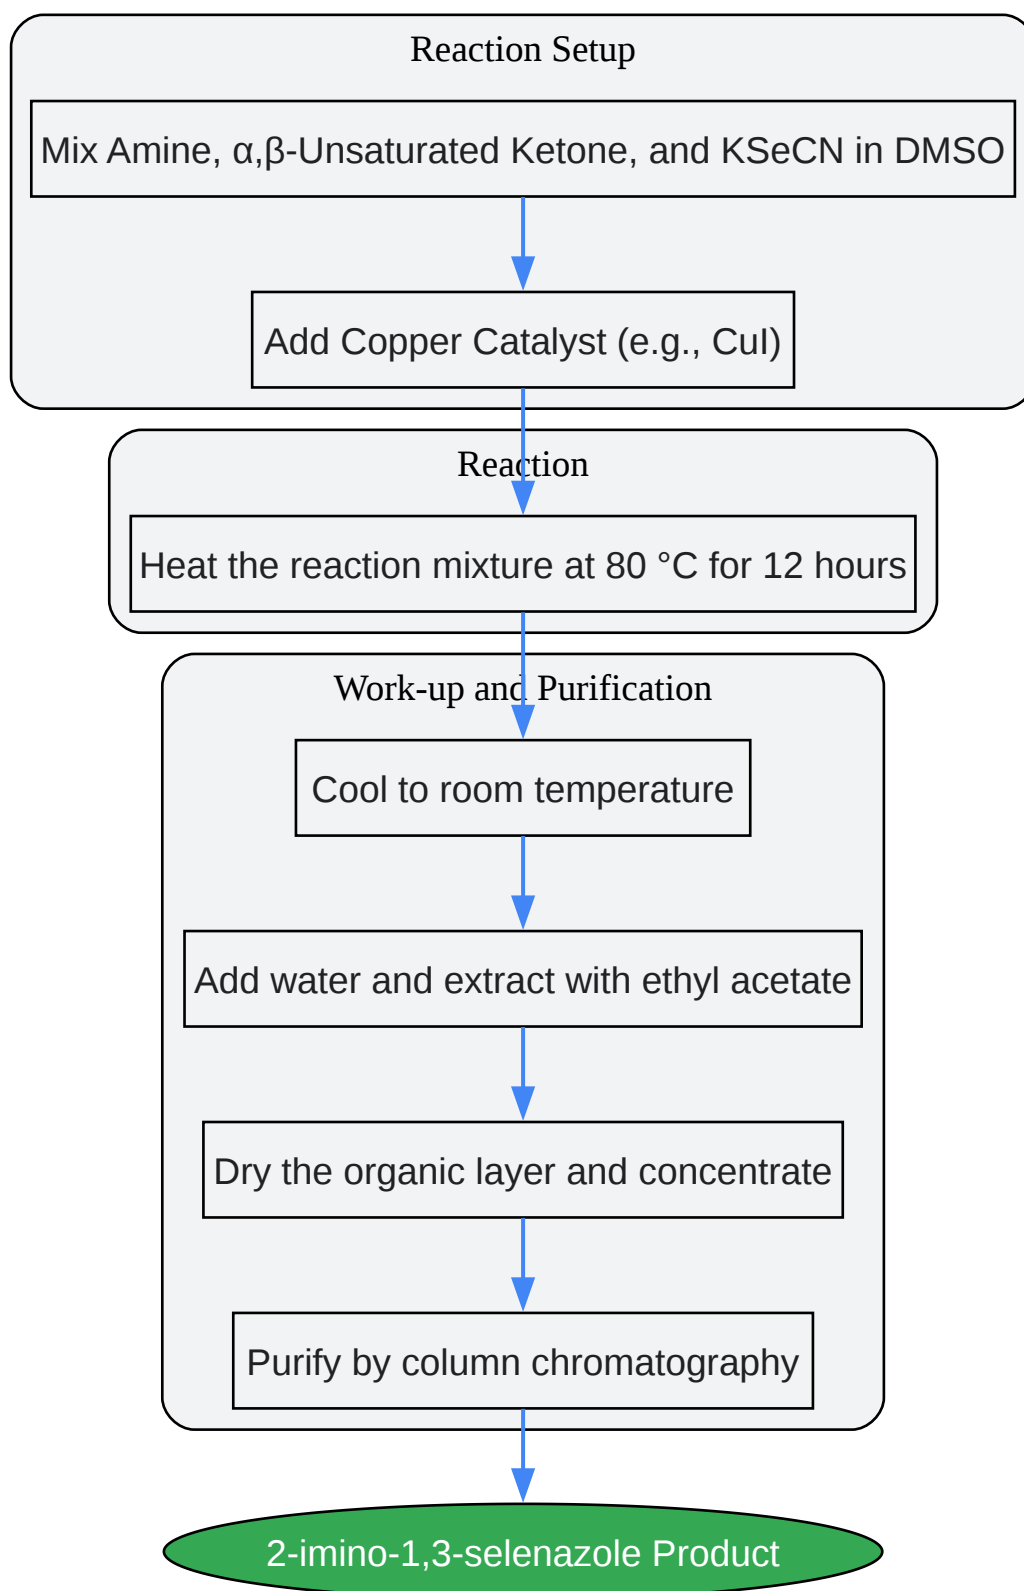 Reaction Setup
Mix Amine, α,β-Unsaturated Ketone, and KSeCN in DMSO
Add Copper Catalyst (e.g., CuI)
Reaction
Heat the reaction mixture at 80 °C for 12 hours
Work-up and Purification
Cool to room temperature
Add water and extract with ethyl acetate
Dry the organic layer and concentrate
Purify by column chromatography
2-imino-1,3-selenazole Product